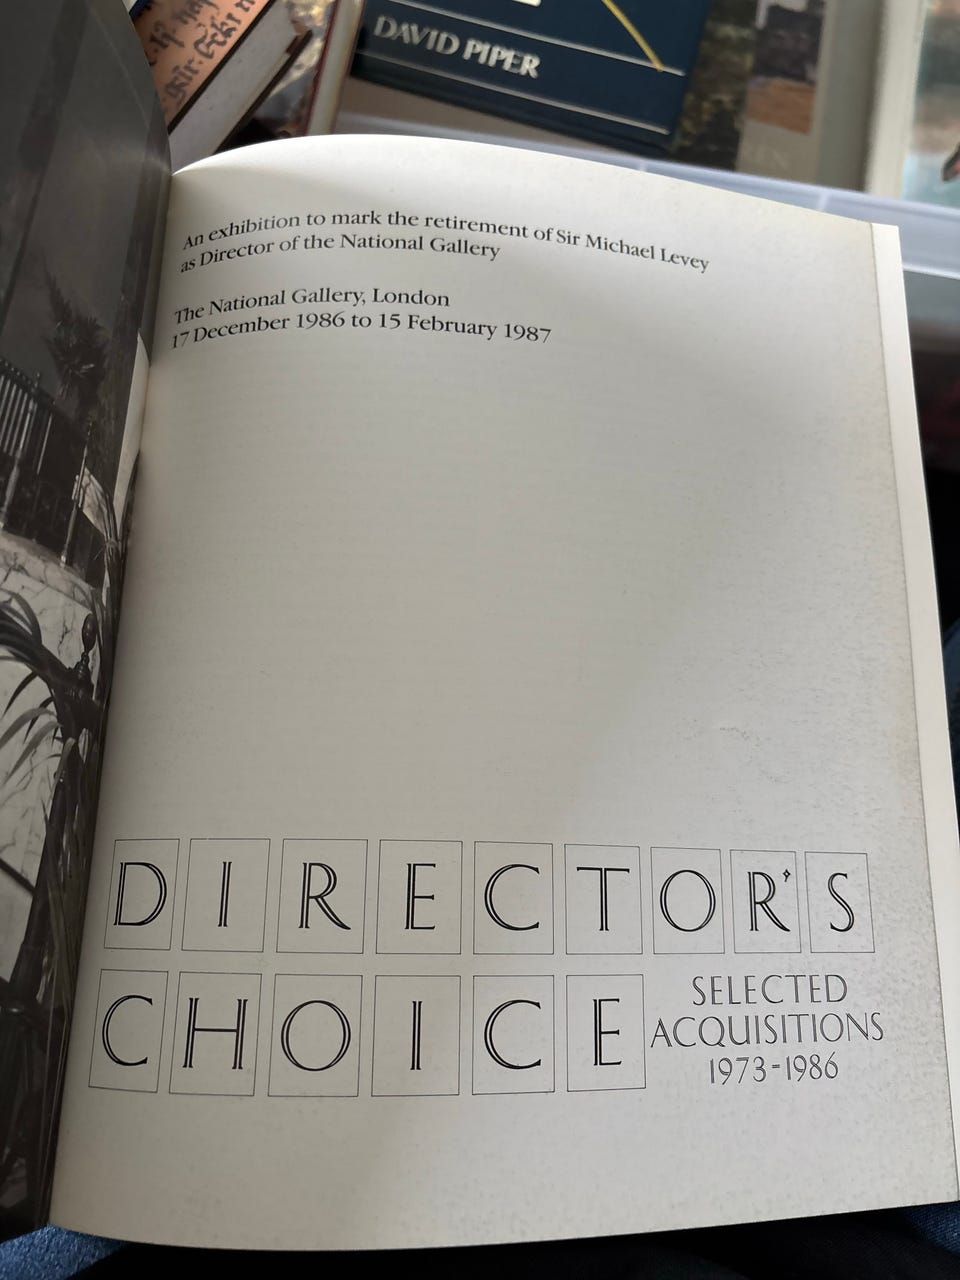 DAVID PIPER
An exhibition to mark the retirement of Sir Michael Levey
as Director of the National Gallery
The National Gallery, London
17 December 1986 to 15 February 1987
DIRECTOR'S
CHOICE
SELECTED
ACQUISITIONS
1973-1986